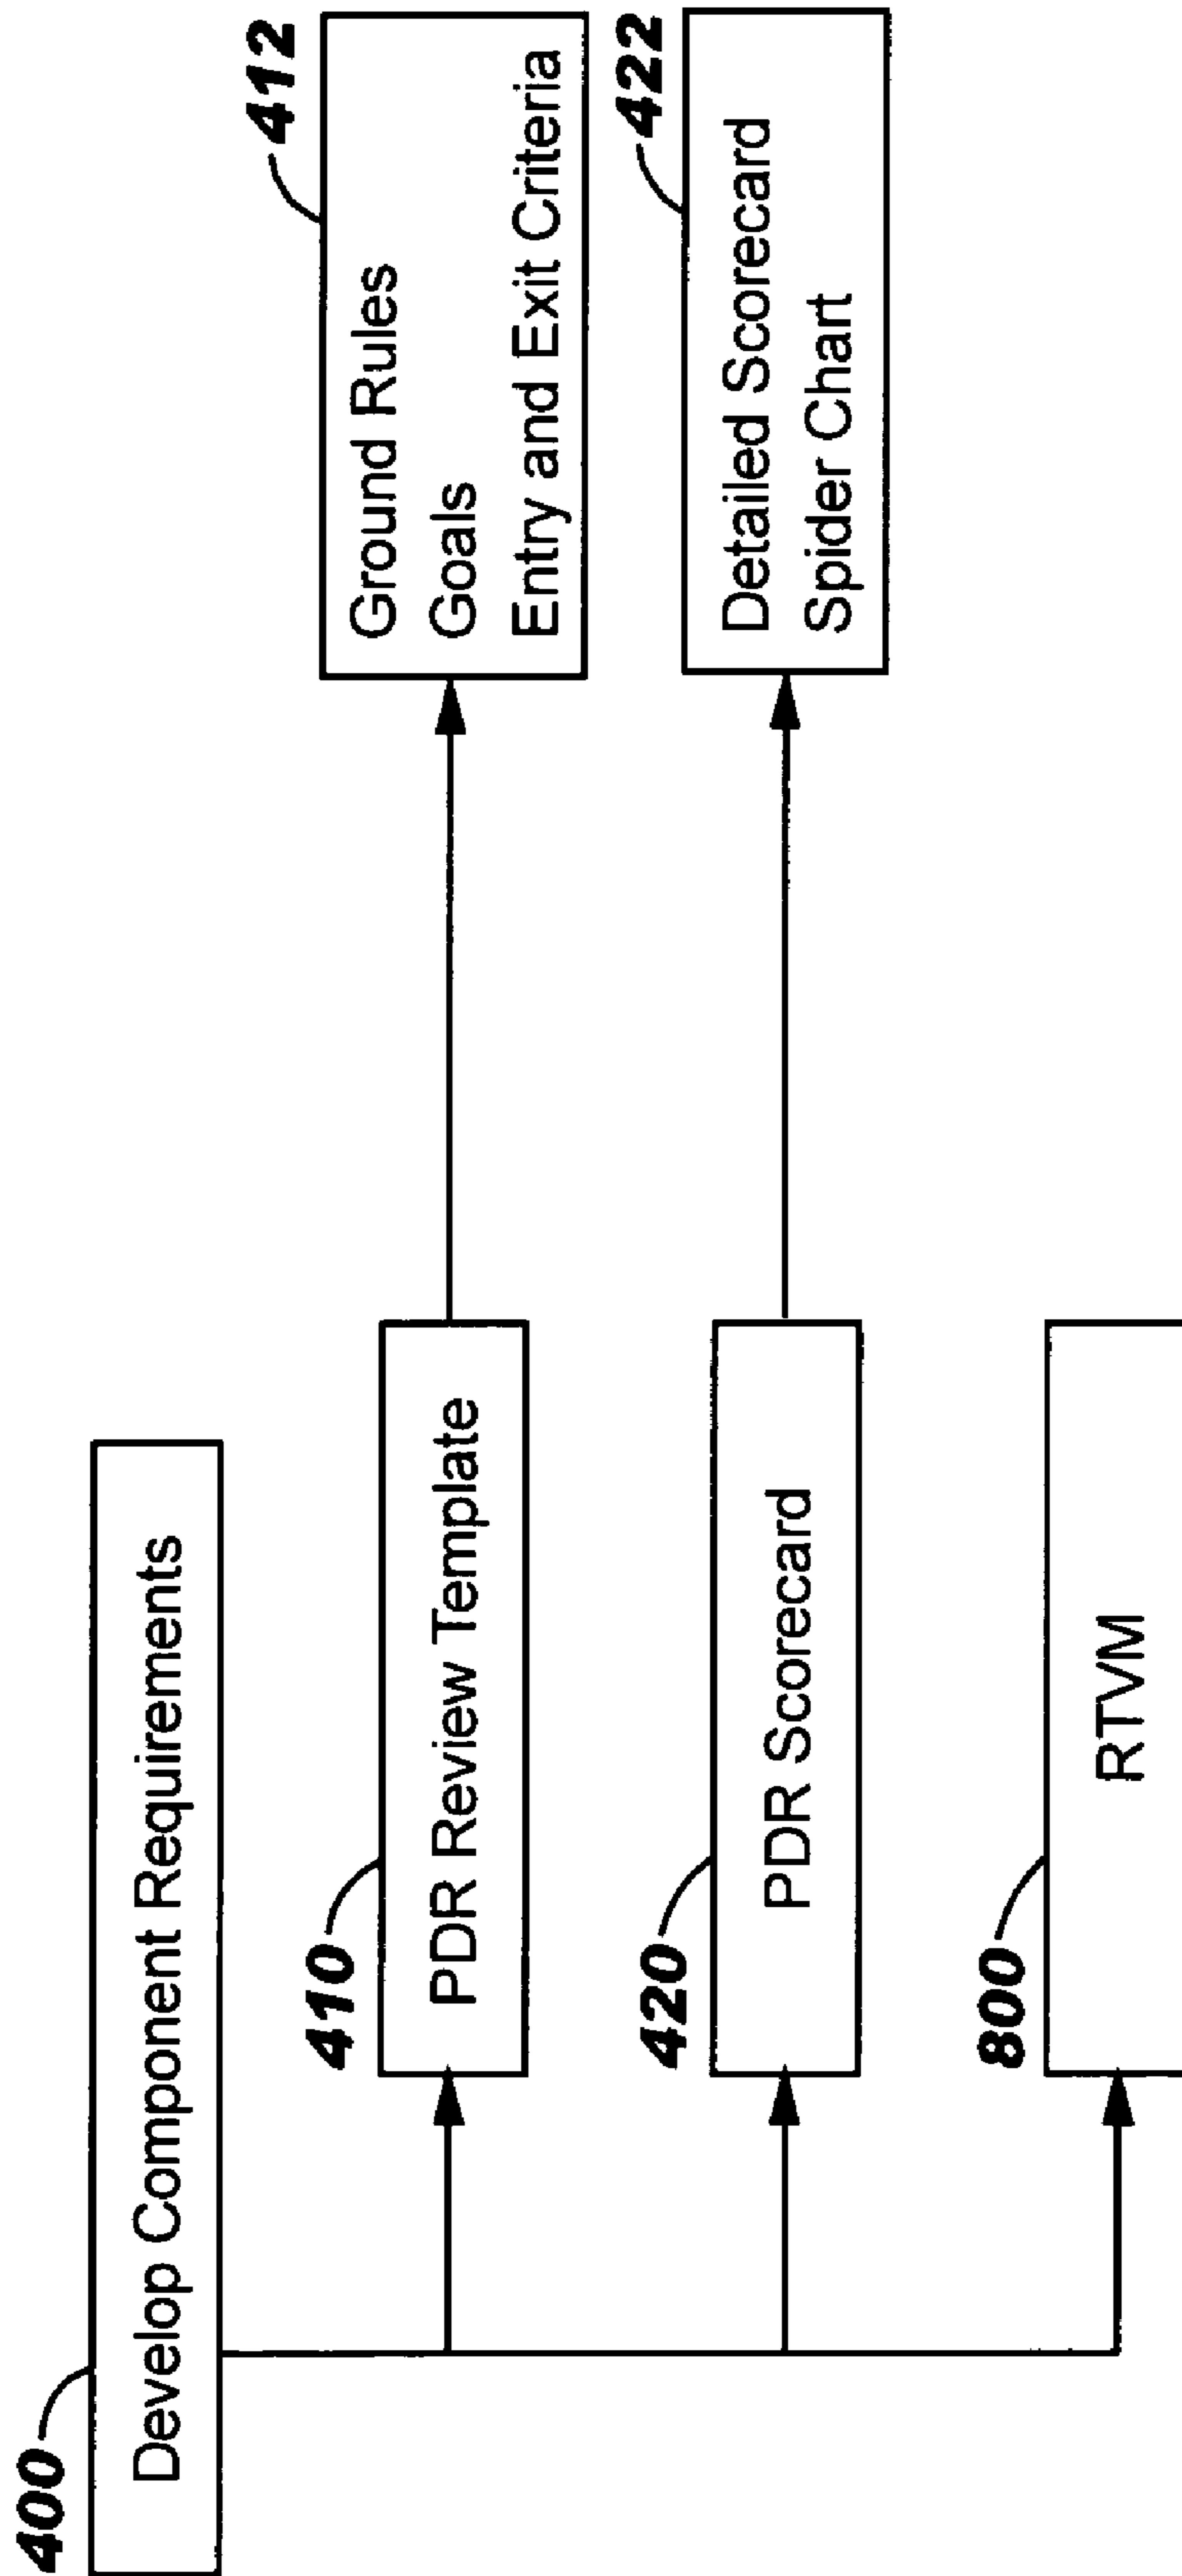 400
Develop Component Requirements
410
PDR Review Template
412
Ground Rules
Goals
Entry and Exit Criteria
420
PDR Scorecard
422
Detailed Scorecard
Spider Chart
800
RTVM